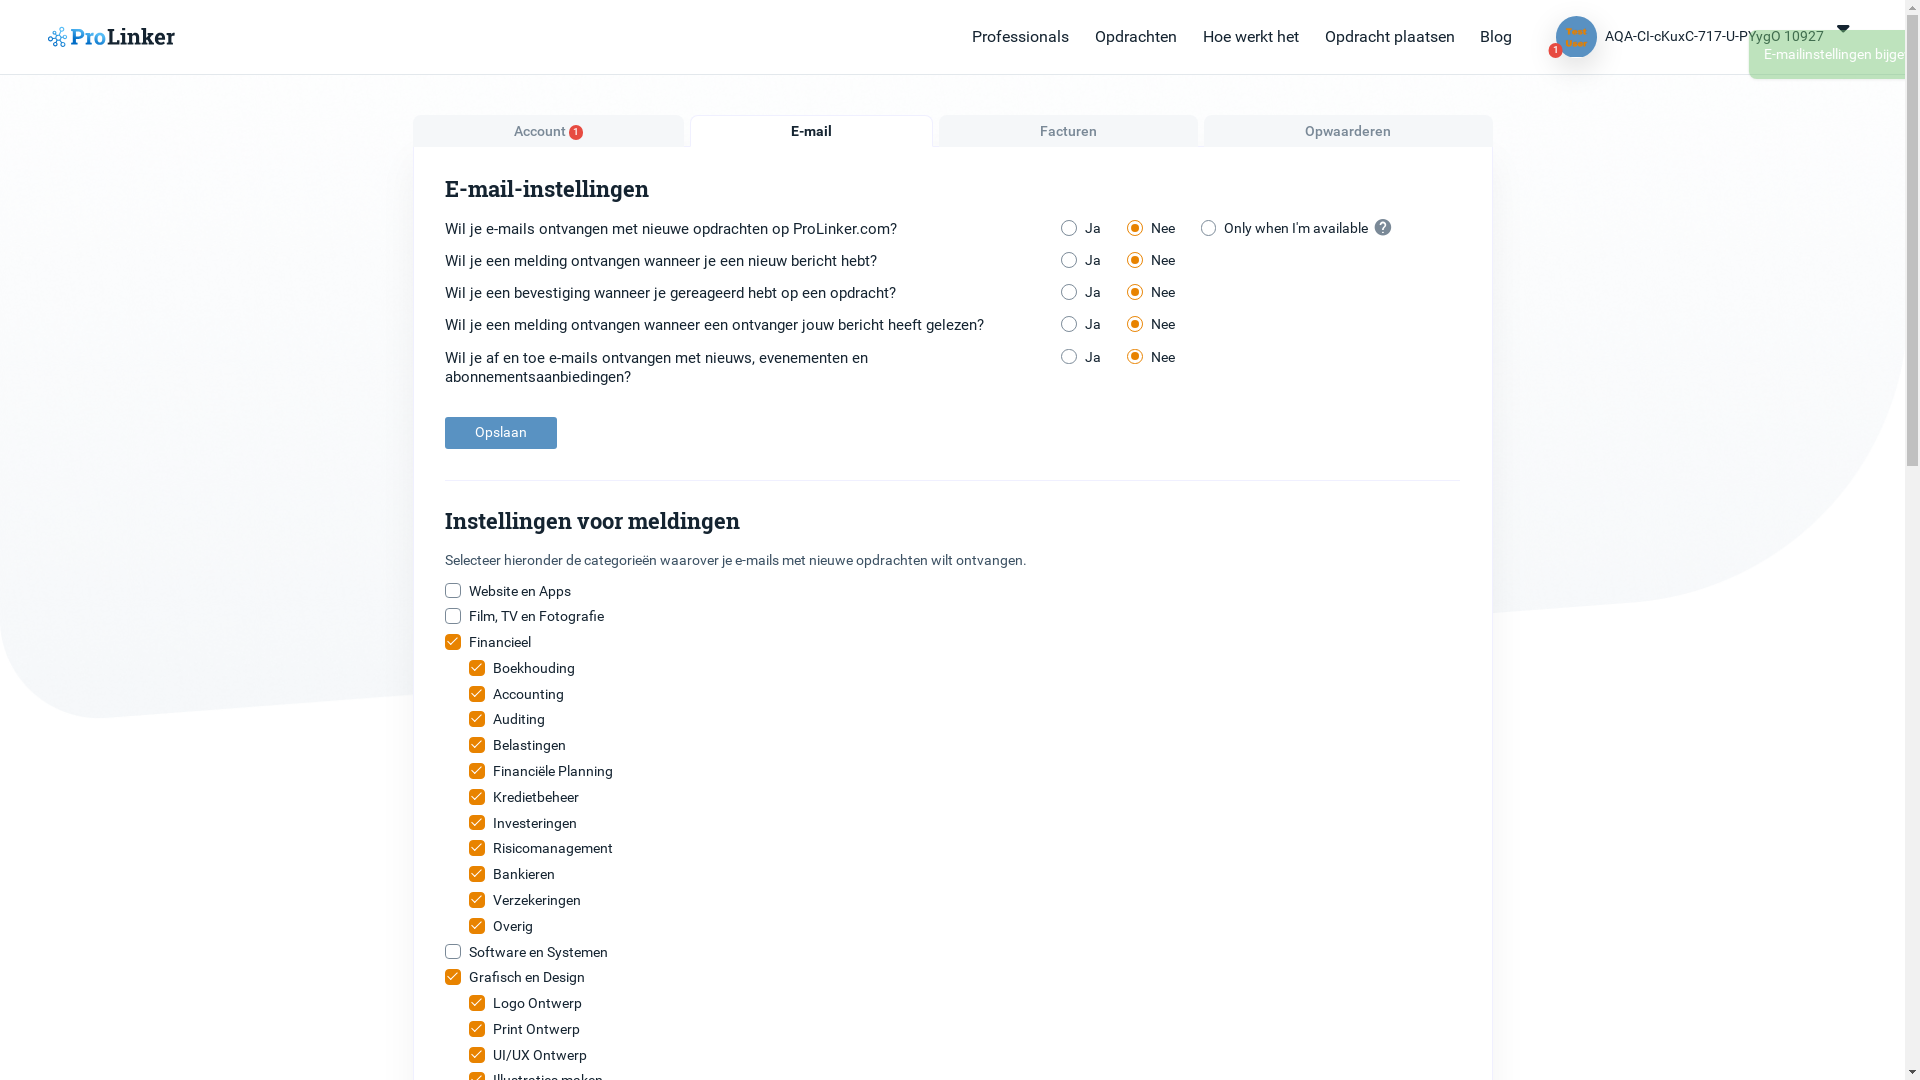 ProLinker
Professionals
Opdrachten
Hoe werkt het
Opdracht plaatsen
Blog
Test
User
1
AQA-CI-cKuxC-717-U-PYygO 10927
E-mailinstellingen
Account 1
E-mail
Facturen
Opwaarderen
E-mail-instellingen
Wil je e-mails ontvangen met nieuwe opdrachten op ProLinker.com?
Ja
Nee
Only when I'm available
?
Wil je een melding ontvangen wanneer je een nieuw bericht hebt?
Ja
Nee
Wil je een bevestiging wanneer je gereageerd hebt op een opdracht?
Ja
Nee
Wil je een melding ontvangen wanneer een ontvanger jouw bericht heeft gelezen?
Ja
Nee
Wil je af en toe e-mails ontvangen met nieuws, evenementen en
abonnementsaanbiedingen?
Ja
Nee
Opslaan
Instellingen voor meldingen
Selecteer hieronder de categorieën waarover je e-mails met nieuwe opdrachten wilt ontvangen.
Website en Apps
Film, TV en Fotografie
Financieel
Boekhouding
Accounting
Auditing
Belastingen
Financiële Planning
Kredietbeheer
Investeringen
Risicomanagement
Bankieren
Verzekeringen
Overig
Software en Systemen
Grafisch en Design
Logo Ontwerp
Print Ontwerp
UI/UX Ontwerp
Illustraties maken